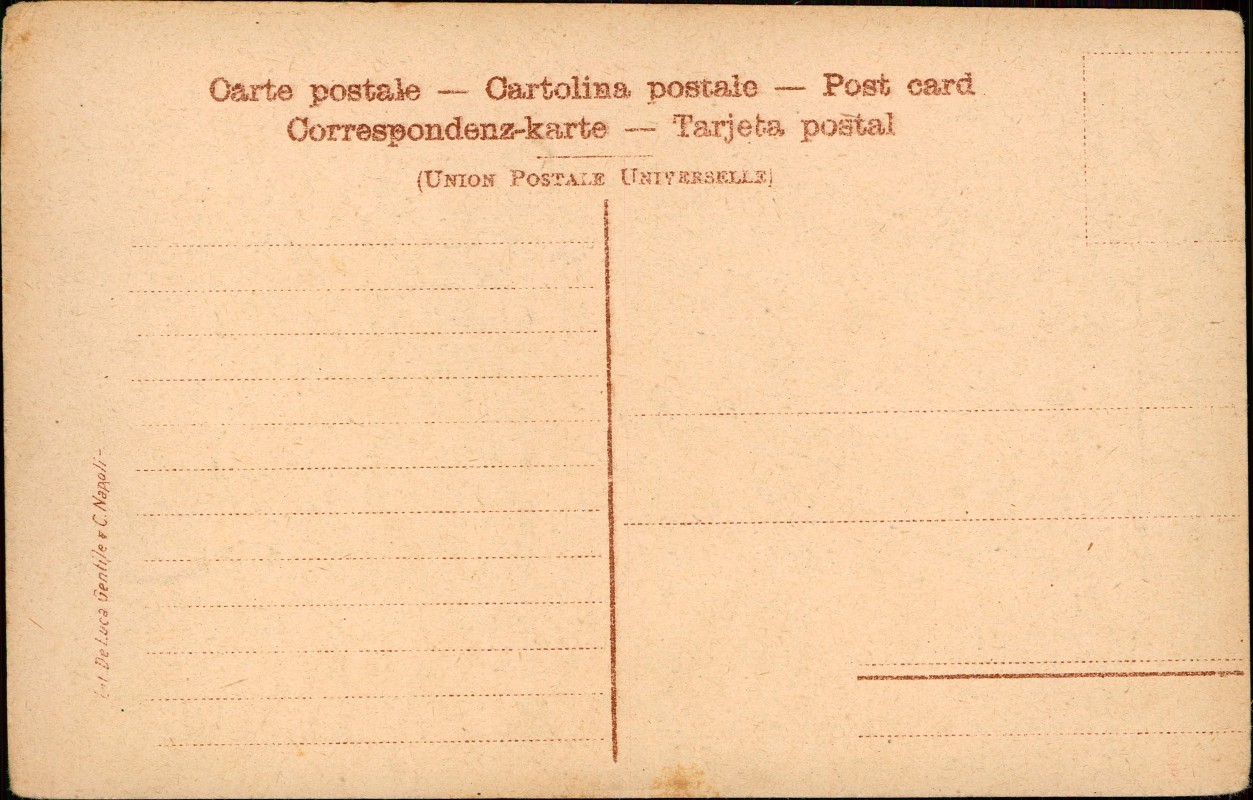 Carte postale — Cartolina postale — Post card
Correspondenz-karte — Tarjeta postal
(UNION POSTALE UNIVERSELLE)
De Luca Gentile & C. Napoli-